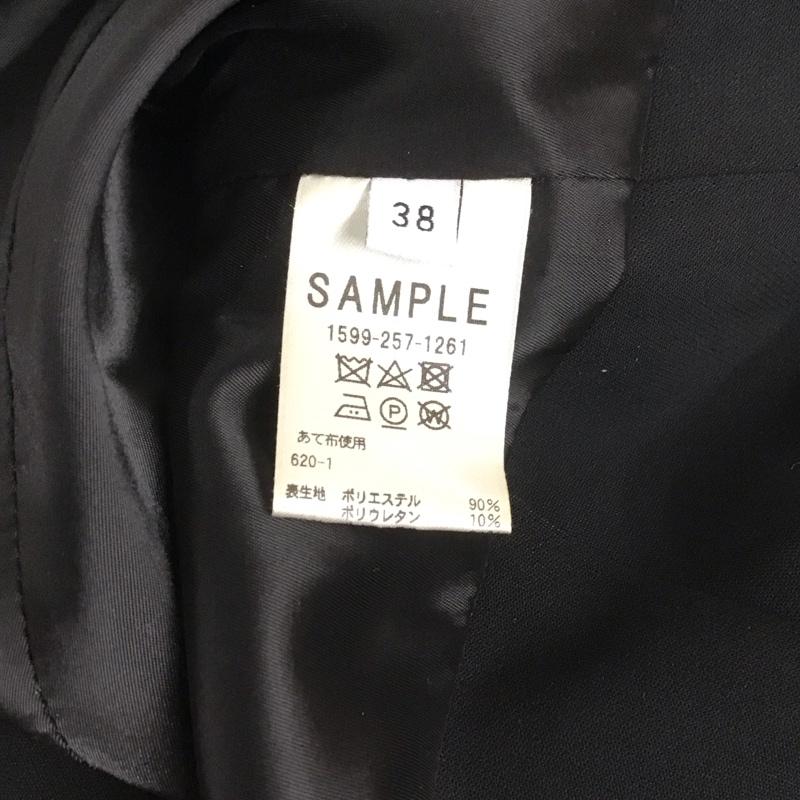 38
SAMPLE
1599-257-1261
あて布使用
620-1
表生地 ポリエステル 90%
ポリウレタン 10%